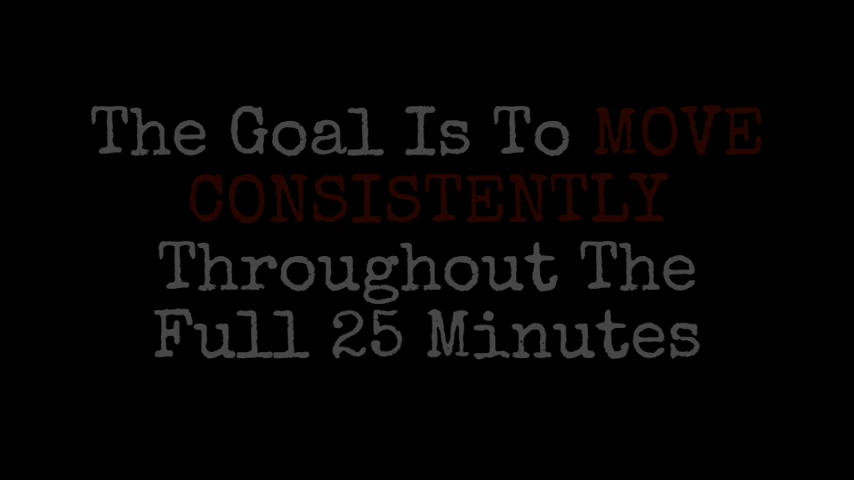 The Goal Is To MOVE
CONSISTENTLY
Throughout The
Full 25 Minutes